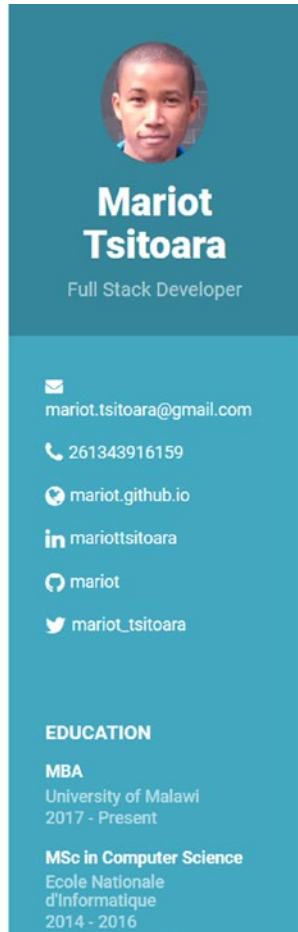 Mariot
Tsitoara
Full Stack Developer
mariot.tsitoara@gmail.com
261343916159
mariot.github.io
mariottsitoara
mariot
mariot_tsitoara
EDUCATION
MBA
University of Malawi
2017 - Present
MSc in Computer Science
Ecole Nationale
d'Informatique
2014 - 2016